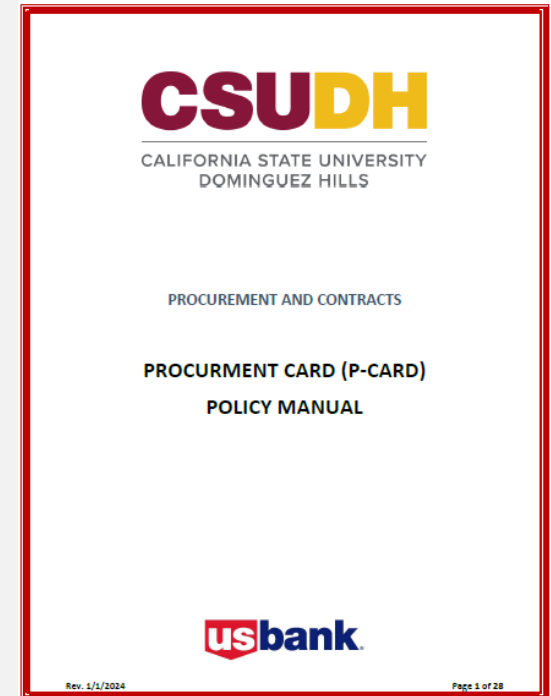 CSUDH
CALIFORNIA STATE UNIVERSITY
DOMINGUEZ HILLS
PROCUREMENT AND CONTRACTS
PROCURMENT CARD (P-CARD)
POLICY MANUAL
usbank
Rev. 1/1/2024 Page 1 of 28